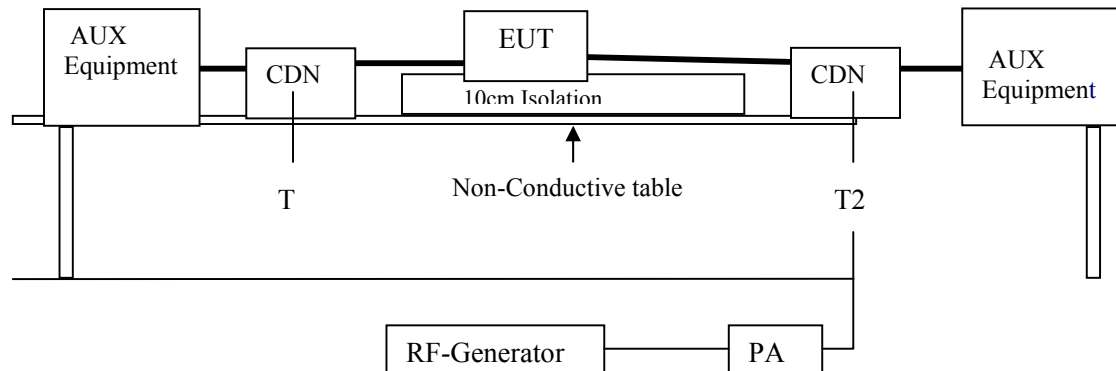 AUX
Equipment
CDN
EUT
10cm Isolation
CDN
AUX
Equipment
Non-Conductive table
T
T2
RF-Generator
PA